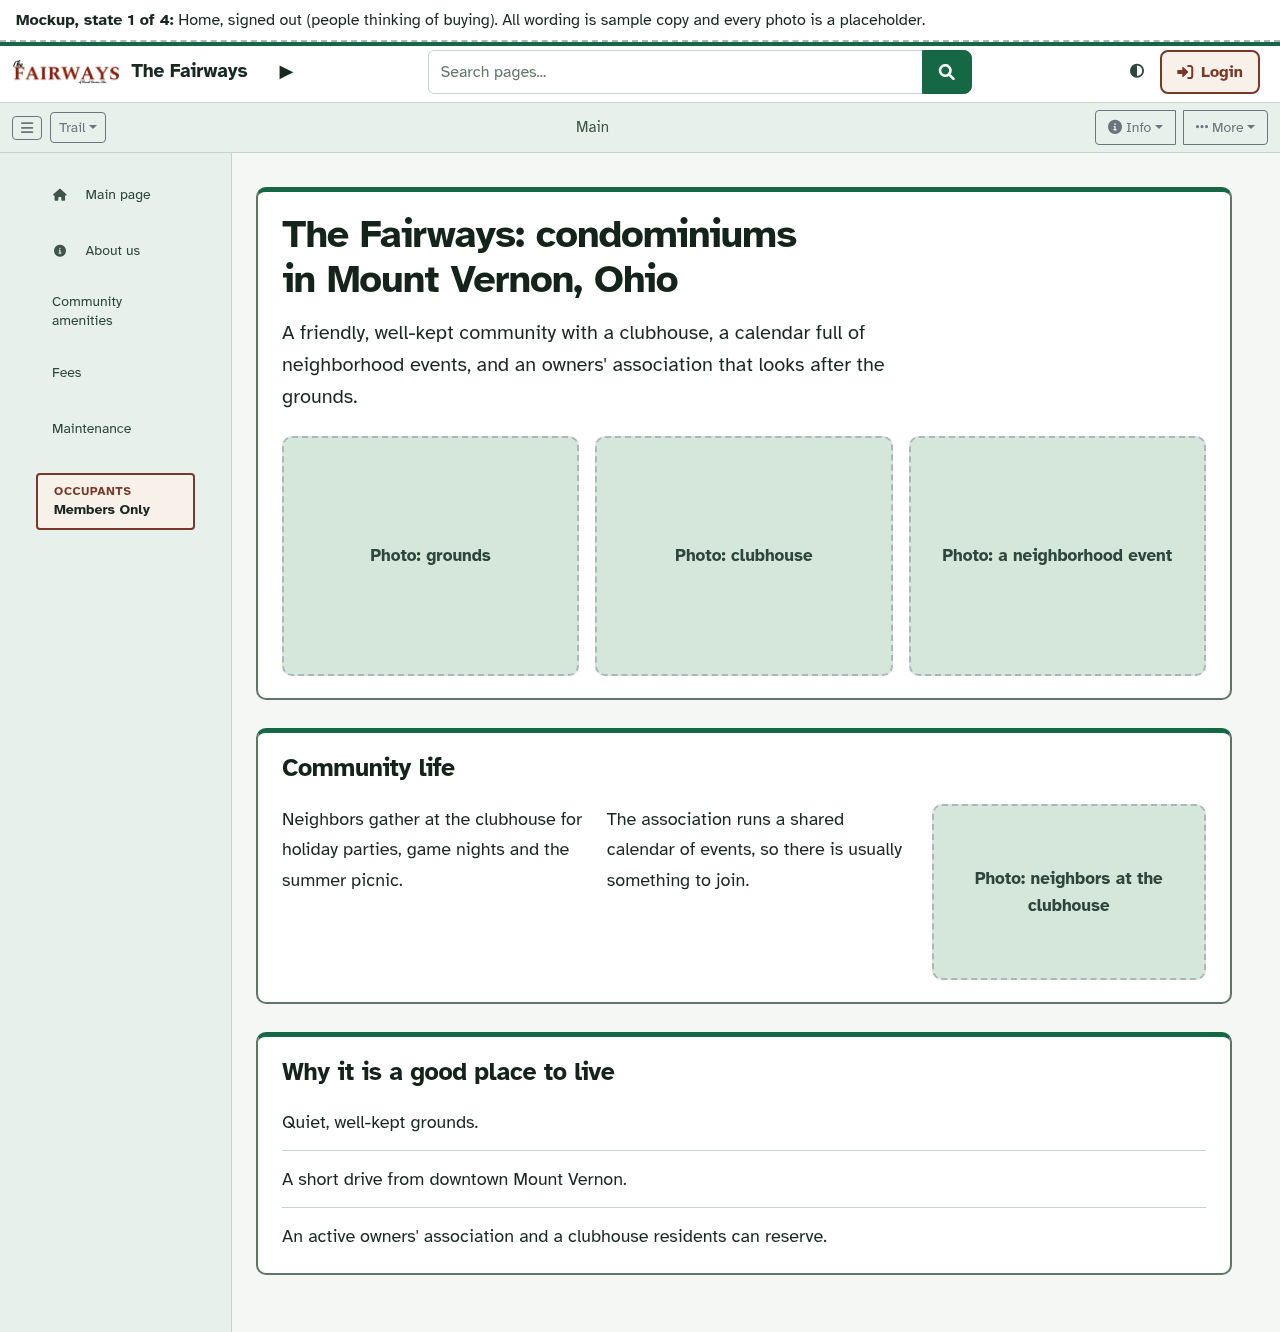 Mockup, state 1 of 4: Home, signed out (people thinking of buying). All wording is sample copy and every photo is a placeholder.
The FAIRWAYS
The Fairways
Search pages...
Login
Trail
Main
Info
More
Main page
About us
Community
amenities
Fees
Maintenance
OCCUPANTS
Members Only
The Fairways: condominiums
in Mount Vernon, Ohio
A friendly, well-kept community with a clubhouse, a calendar full of
neighborhood events, and an owners' association that looks after the
grounds.
Photo: grounds
Photo: clubhouse
Photo: a neighborhood event
Community life
Neighbors gather at the clubhouse for
holiday parties, game nights and the
summer picnic.
The association runs a shared
calendar of events, so there is usually
something to join.
Photo: neighbors at the
clubhouse
Why it is a good place to live
Quiet, well-kept grounds.
A short drive from downtown Mount Vernon.
An active owners' association and a clubhouse residents can reserve.